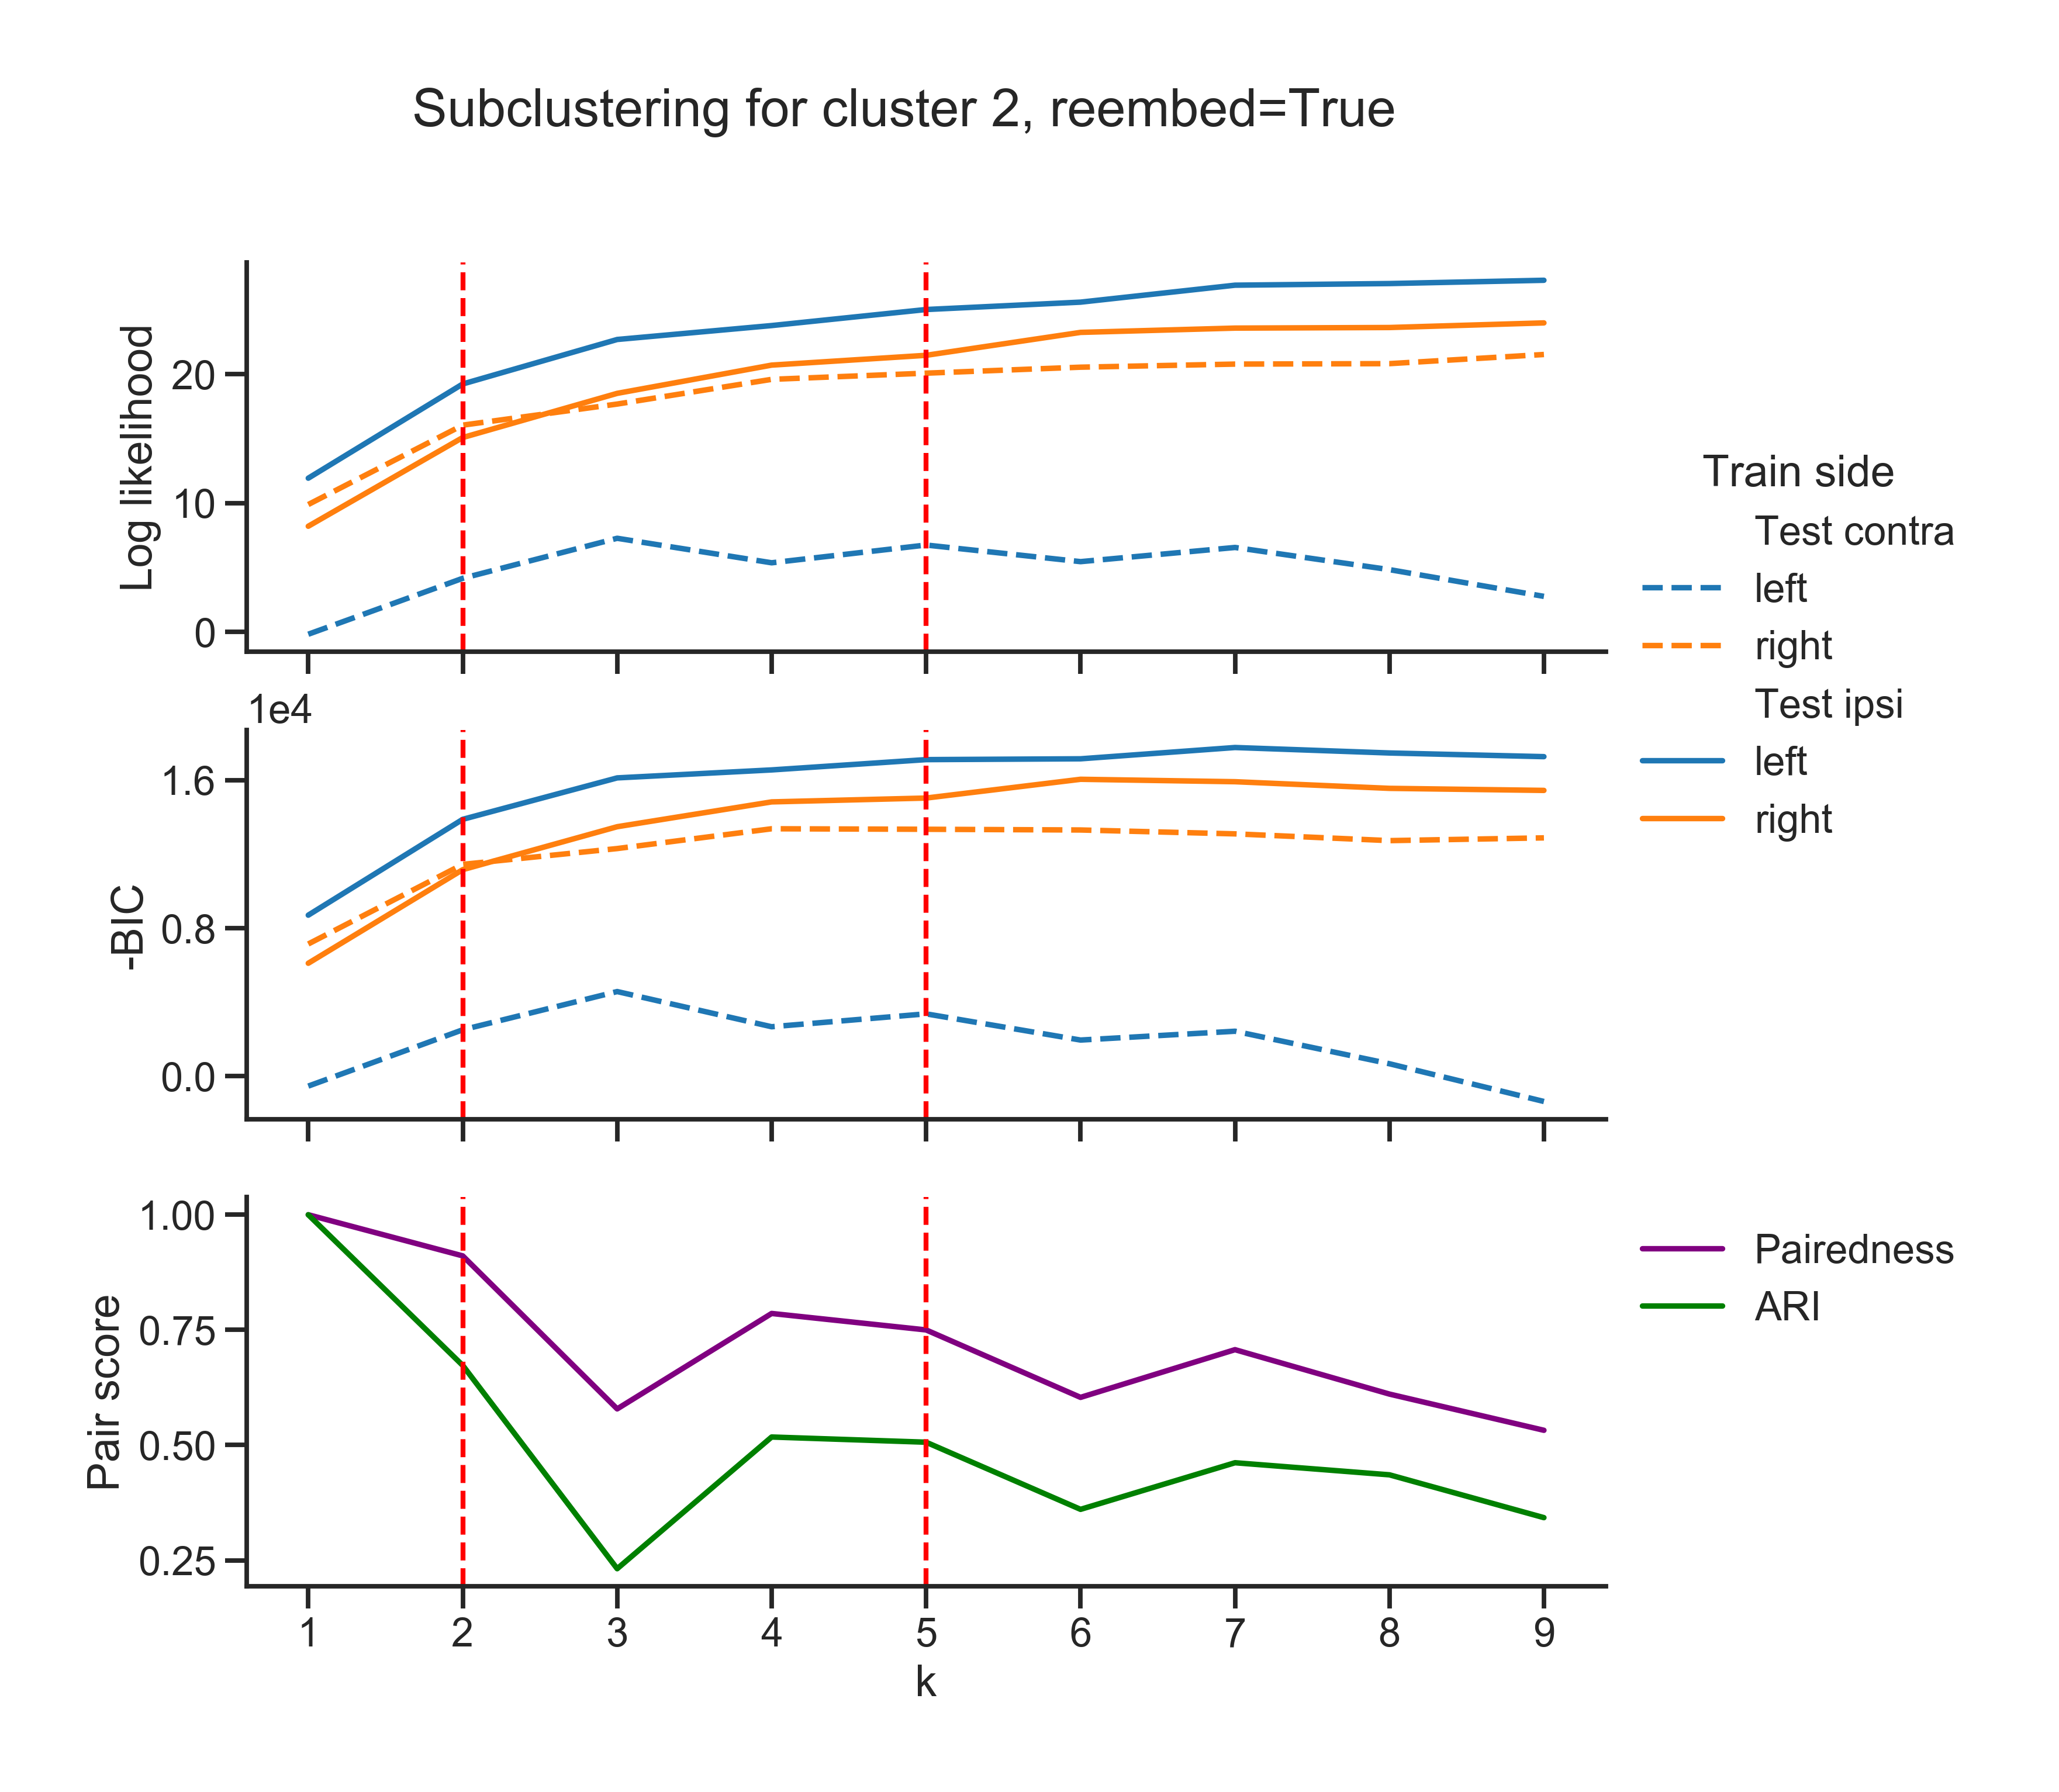 Subclustering for cluster 2, reembed=True
Log likelihood
20
10
0
Train side
Test contra
left
right
Test ipsi
left
right
1e4
-BIC
1.6
0.8
0.0
Pair score
1.00
0.75
0.50
0.25
Pairedness
ARI
1 2 3 4 5 6 7 8 9
k